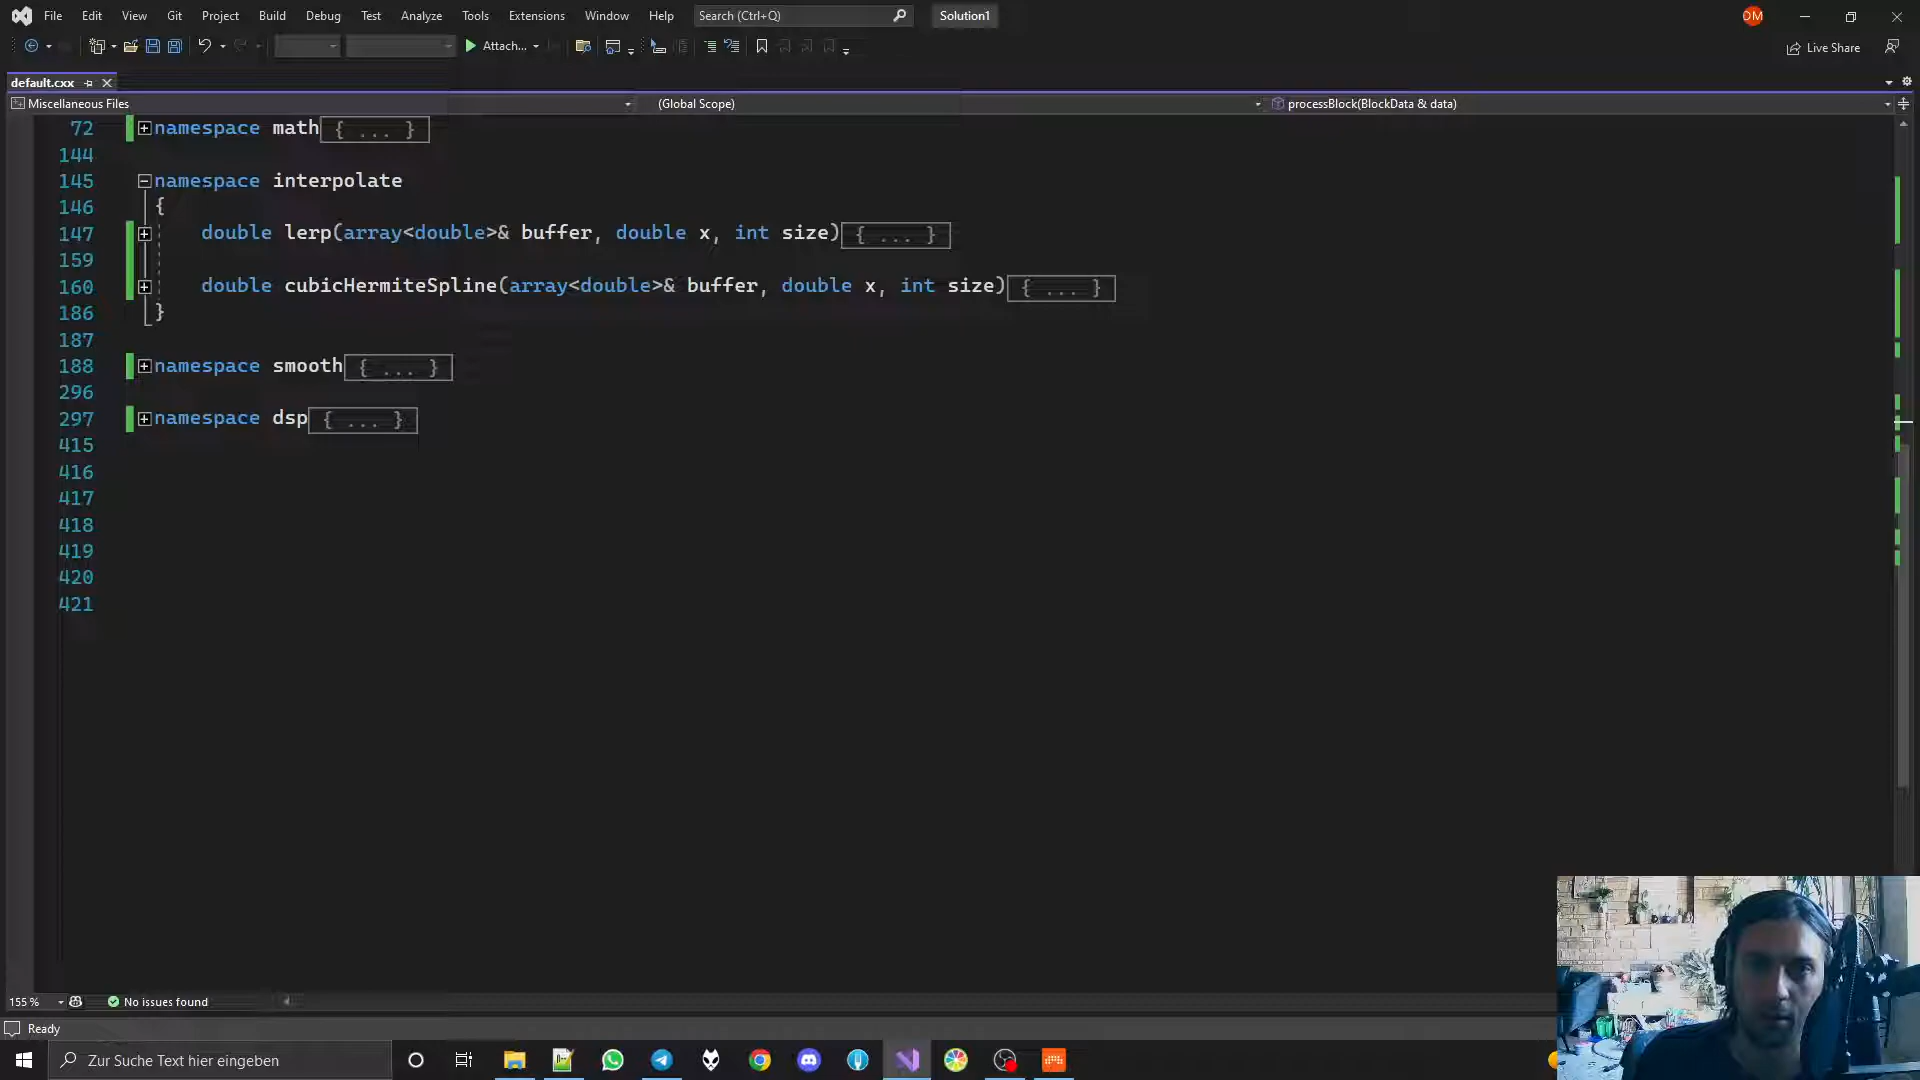 File Edit View Git Project Build Debug Test Analyze Tools Extensions Window Help Search (Ctrl+Q) Solution1 DM
Attach... Live Share
default.cxx
Miscellaneous Files (Global Scope) processBlock(BlockData & data)
72 namespace math{ ... }
144
145 namespace interpolate
146 {
147 double lerp(array<double>& buffer, double x, int size){ ... }
159
160 double cubicHermiteSpline(array<double>& buffer, double x, int size){ ... }
186 }
187
188 namespace smooth{ ... }
296
297 namespace dsp{ ... }
415
416
417
418
419
420
421
155 % No issues found
Ready
Zur Suche Text hier eingeben